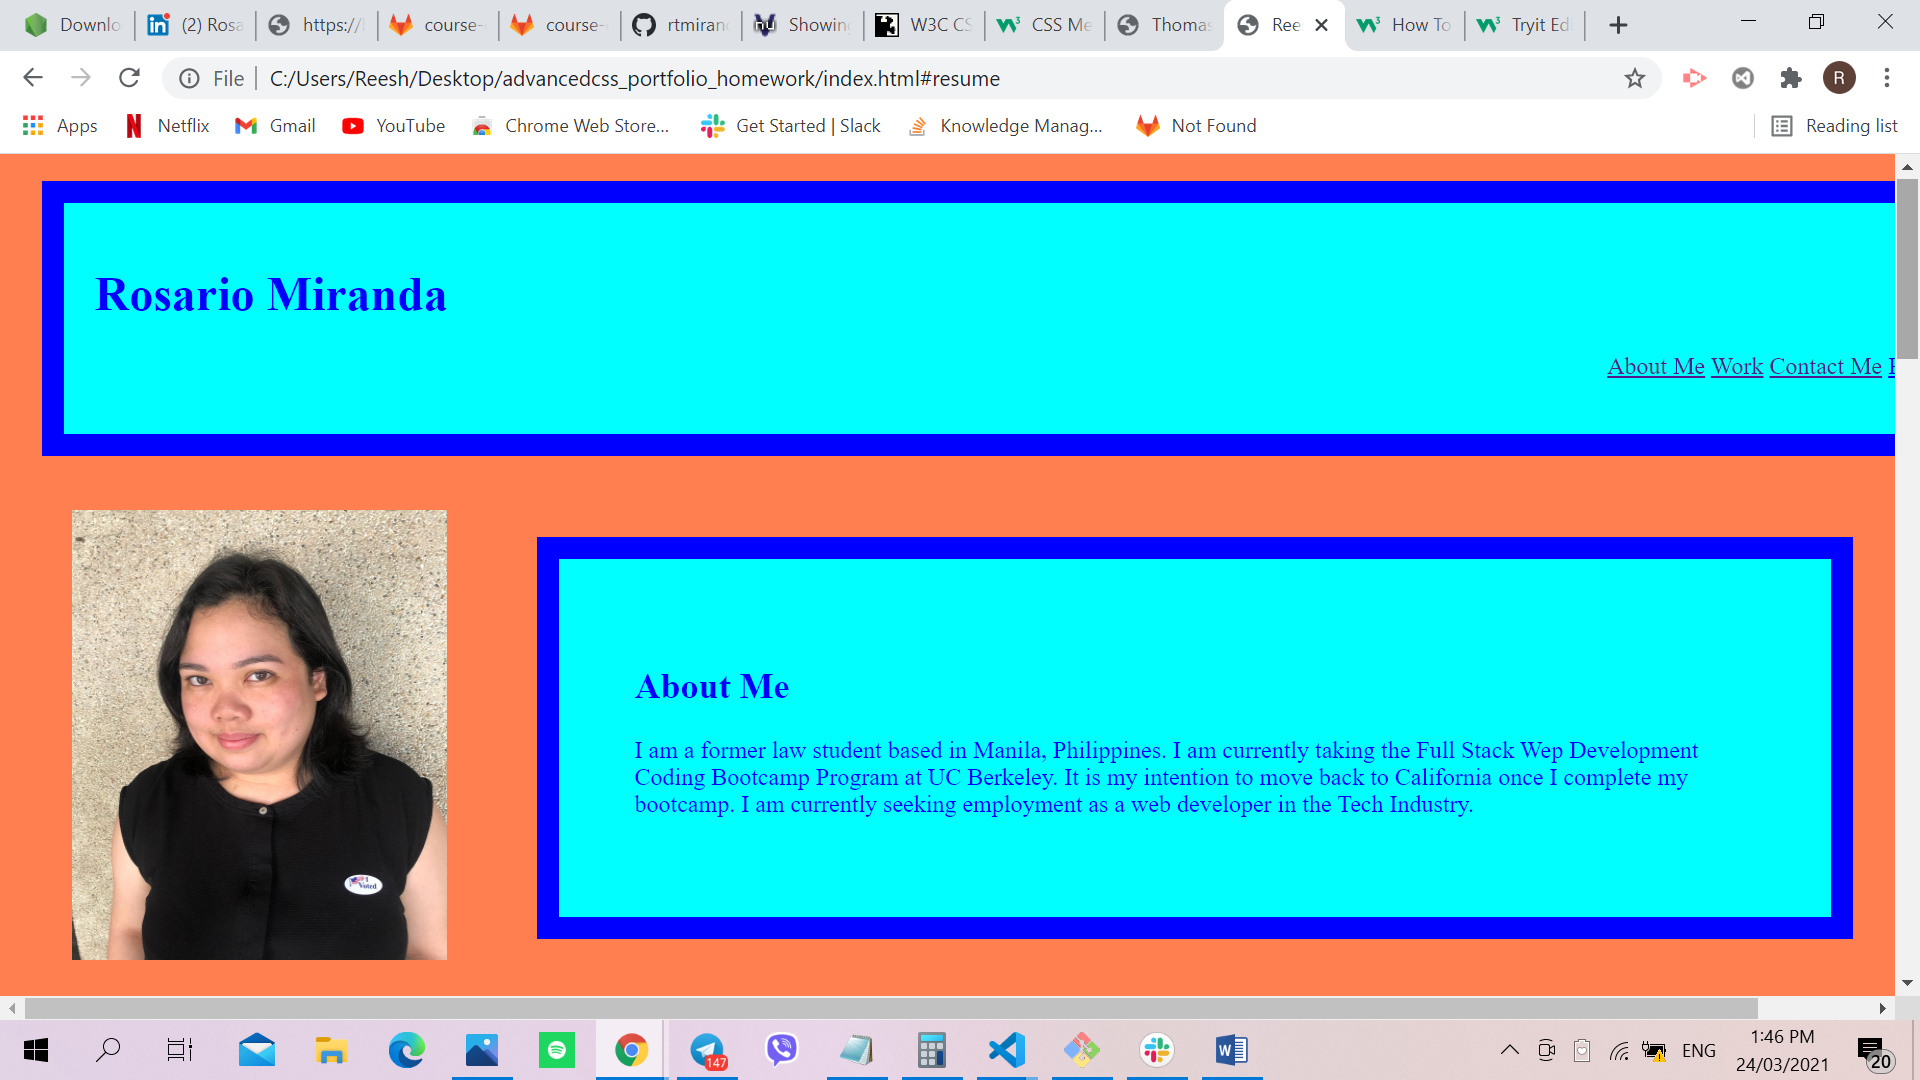 Downlo
(2) Rosa
https://
course-
course-
rtmiran
Showing
W3C CS
CSS Me
Thomas
Ree
How To
Tryit Ed
File
C:/Users/Reesh/Desktop/advancedcss_portfolio_homework/index.html#resume
R
Apps
Netflix
Gmail
YouTube
Chrome Web Store...
Get Started | Slack
Knowledge Manag...
Not Found
Reading list
Rosario Miranda
About Me Work Contact Me
I Voted
About Me
I am a former law student based in Manila, Philippines. I am currently taking the Full Stack Wep Development
Coding Bootcamp Program at UC Berkeley. It is my intention to move back to California once I complete my
bootcamp. I am currently seeking employment as a web developer in the Tech Industry.
147
ENG
1:46 PM
24/03/2021
20